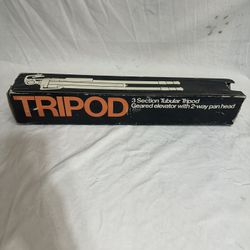 TRIPOD
3 Section Tubular Tripod
Geared elevator with 2-way pan head